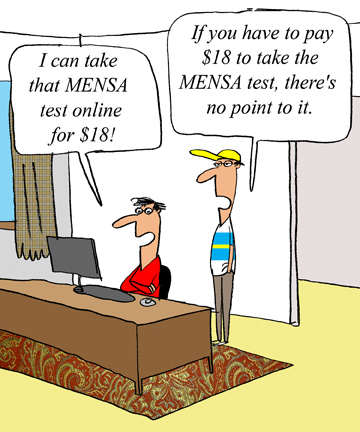 I can take
that MENSA
test online
for $18!
If you have to pay
$18 to take the
MENSA test, there's
no point to it.